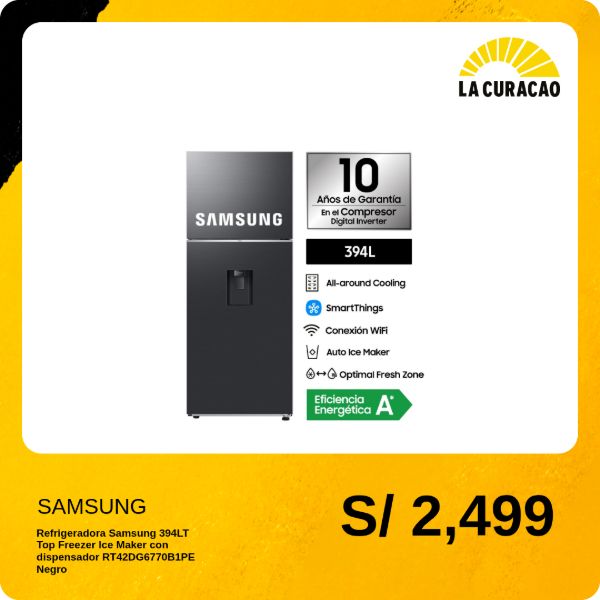 LA CURACAO
10
Años de Garantía
En el Compresor
Digital Inverter
SAMSUNG
394L
All-around Cooling
SmartThings
Conexión WiFi
Auto Ice Maker
Optimal Fresh Zone
Eficiencia
Energética A*
SAMSUNG
S/ 2,499
Refrigeradora Samsung 394LT
Top Freezer Ice Maker con
dispensador RT42DG6770B1PE
Negro